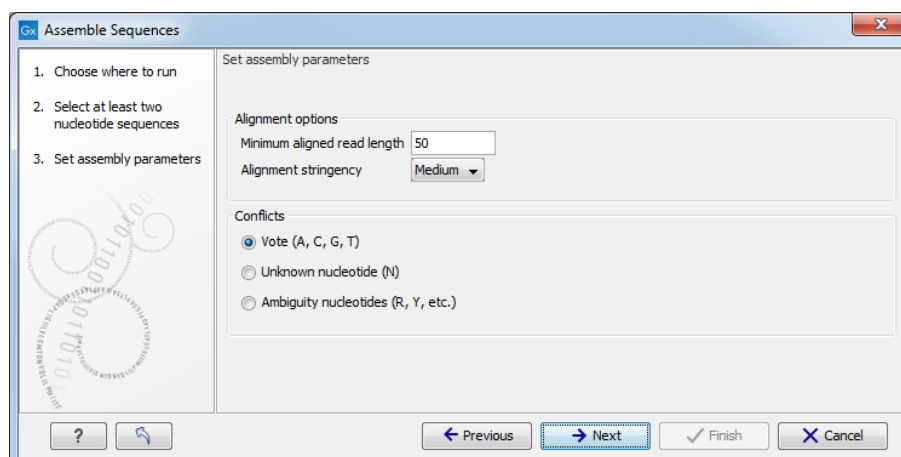 Gx Assemble Sequences
1. Choose where to run
2. Select at least two
nucleotide sequences
3. Set assembly parameters
Set assembly parameters
Alignment options
Minimum aligned read length 50
Alignment stringency Medium
Conflicts
Vote (A, C, G, T)
Unknown nucleotide (N)
Ambiguity nucleotides (R, Y, etc.)
? Previous Next Finish Cancel